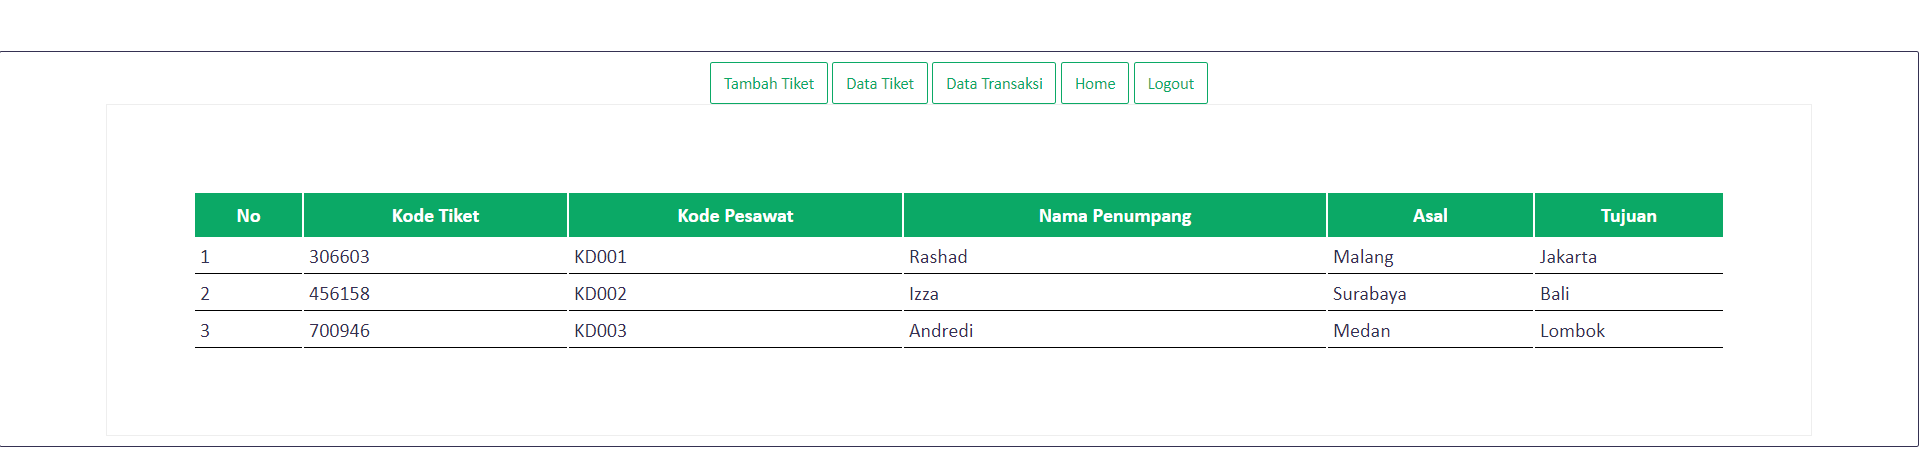 Tambah Tiket Data Tiket Data Transaksi Home Logout
No Kode Tiket Kode Pesawat Nama Penumpang Asal Tujuan
1 306603 KD001 Rashad Malang Jakarta
2 456158 KD002 Izza Surabaya Bali
3 700946 KD003 Andredi Medan Lombok